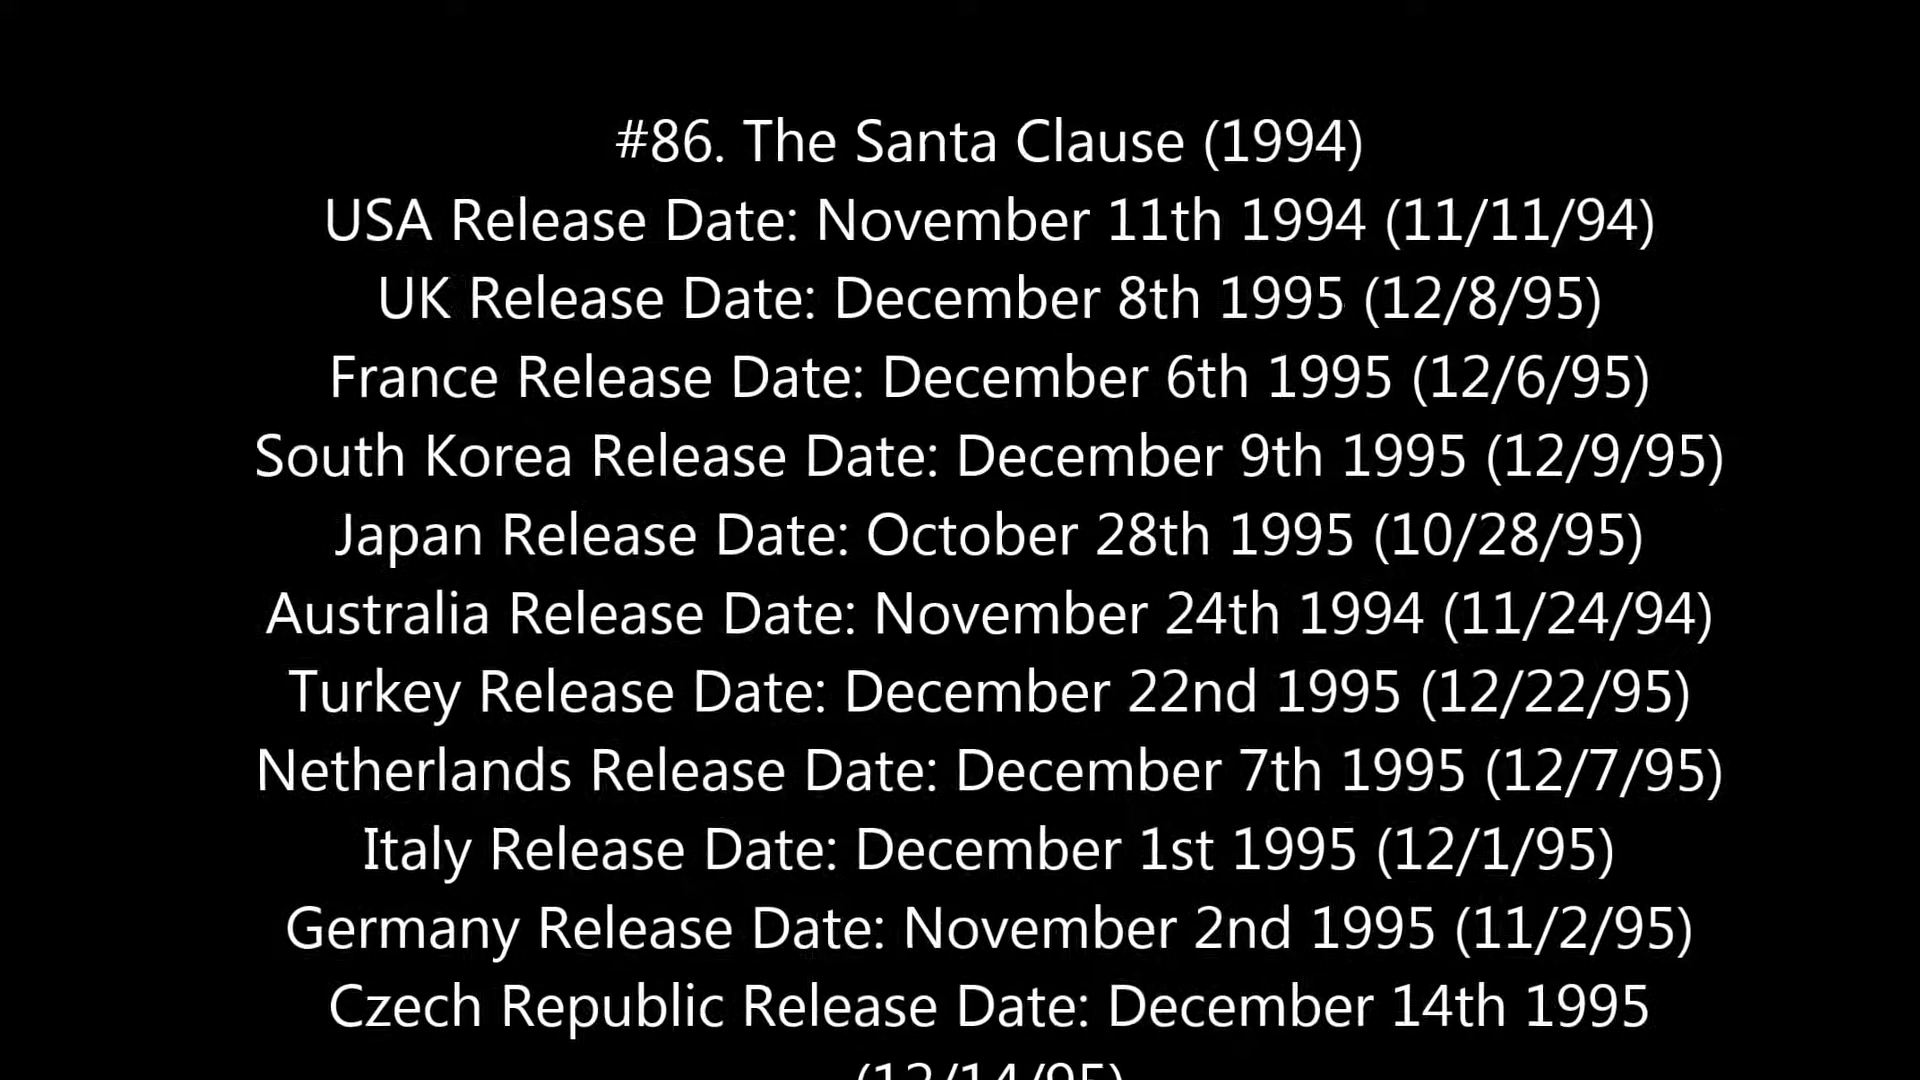 #86. The Santa Clause (1994)
USA Release Date: November 11th 1994 (11/11/94)
UK Release Date: December 8th 1995 (12/8/95)
France Release Date: December 6th 1995 (12/6/95)
South Korea Release Date: December 9th 1995 (12/9/95)
Japan Release Date: October 28th 1995 (10/28/95)
Australia Release Date: November 24th 1994 (11/24/94)
Turkey Release Date: December 22nd 1995 (12/22/95)
Netherlands Release Date: December 7th 1995 (12/7/95)
Italy Release Date: December 1st 1995 (12/1/95)
Germany Release Date: November 2nd 1995 (11/2/95)
Czech Republic Release Date: December 14th 1995
(12/14/95)